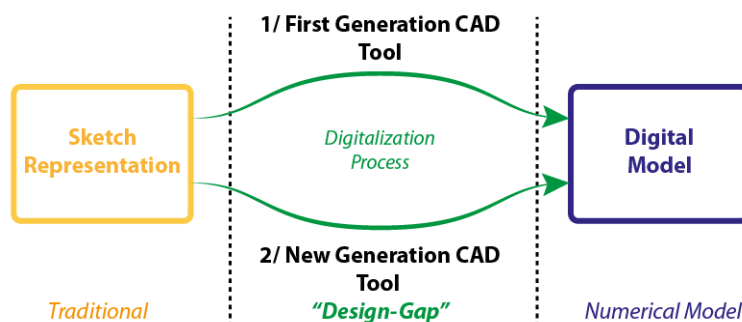 1/ First Generation CAD
Tool
Sketch
Representation
Digitalization
Process
Digital
Model
2/ New Generation CAD
Tool
Traditional
“Design-Gap”
Numerical Model